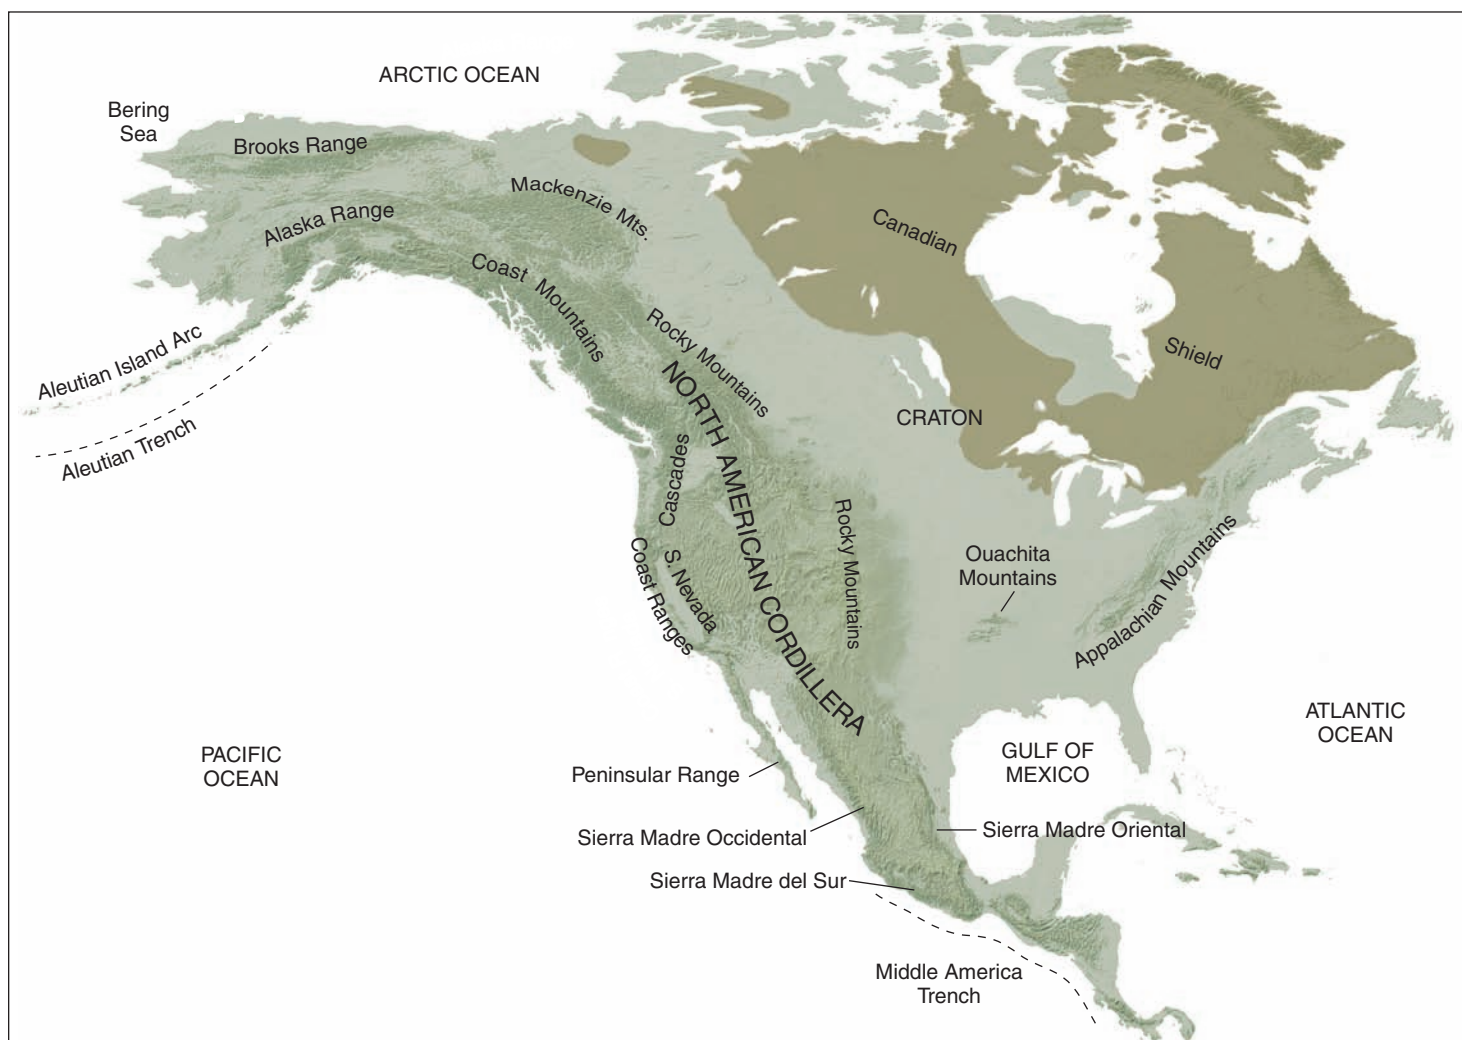 ARCTIC OCEAN
Bering
Sea
Brooks Range
Mackenzie Mts.
Alaska Range
Canadian
Coast Mountains
Rocky Mountains
Shield
Aleutian Island Arc
Aleutian Trench
NORTH AMERICAN CORDILLERA
CRATON
Cascades
Rocky Mountains
Coast Ranges
S. Nevada
Ouachita
Mountains
Appalachian Mountains
ATLANTIC
OCEAN
PACIFIC
OCEAN
GULF OF
MEXICO
Peninsular Range
Sierra Madre Occidental
Sierra Madre Oriental
Sierra Madre del Sur
Middle America
Trench